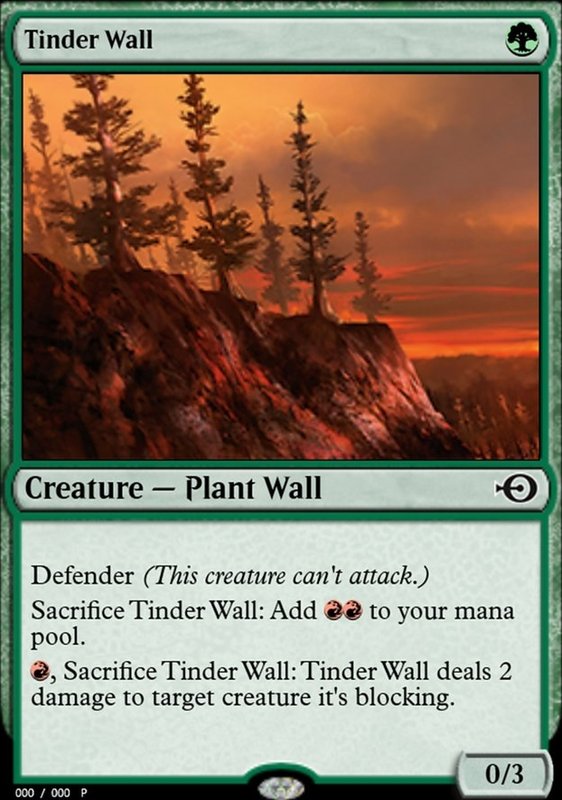 Tinder Wall
Creature — Plant Wall
Defender (This creature can't attack.)
Sacrifice Tinder Wall: Add to your mana
pool.
, Sacrifice Tinder Wall: Tinder Wall deals 2
damage to target creature it's blocking.
0/3
000 / 000 P